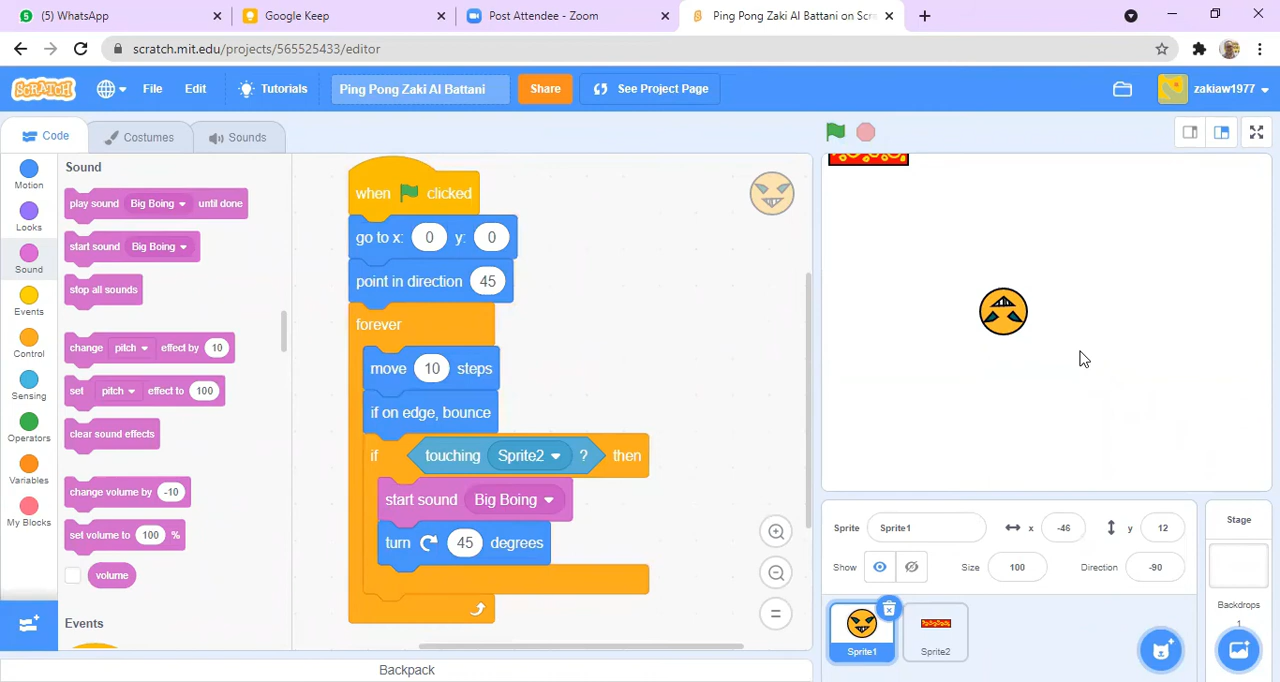 (5) WhatsApp
Google Keep
Post Attendee - Zoom
Ping Pong Zaki Al Battani on Scr
scratch.mit.edu/projects/565525433/editor
SCRATCH
File
Edit
Tutorials
Ping Pong Zaki Al Battani
Share
See Project Page
zakiaw1977
Code
Costumes
Sounds
Motion
Looks
Sound
Events
Control
Sensing
Operators
Variables
My Blocks
Sound
play sound Big Boing until done
start sound Big Boing
stop all sounds
change pitch effect by 10
set pitch effect to 100
clear sound effects
change volume by -10
set volume to 100 %
volume
Events
when clicked
go to x: 0 y: 0
point in direction 45
forever
move 10 steps
if on edge, bounce
if touching Sprite2 ? then
start sound Big Boing
turn 45 degrees
Sprite Sprite1 x -46 y 12
Show Size 100 Direction -90
Sprite1
Sprite2
Stage
Backdrops
1
Backpack